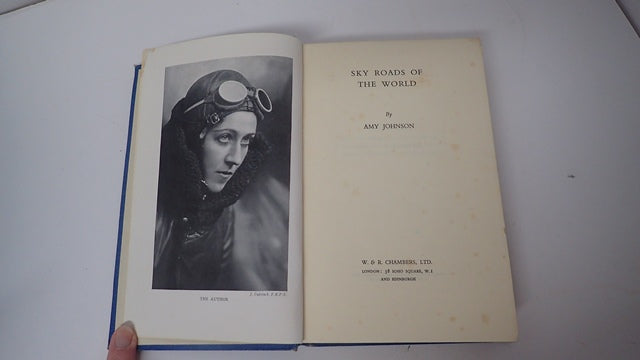 THE AUTHOR
SKY ROADS OF
THE WORLD
By
AMY JOHNSON
W. & R. CHAMBERS, LTD.
LONDON: 38 SOHO SQUARE, W.1
AND EDINBURGH